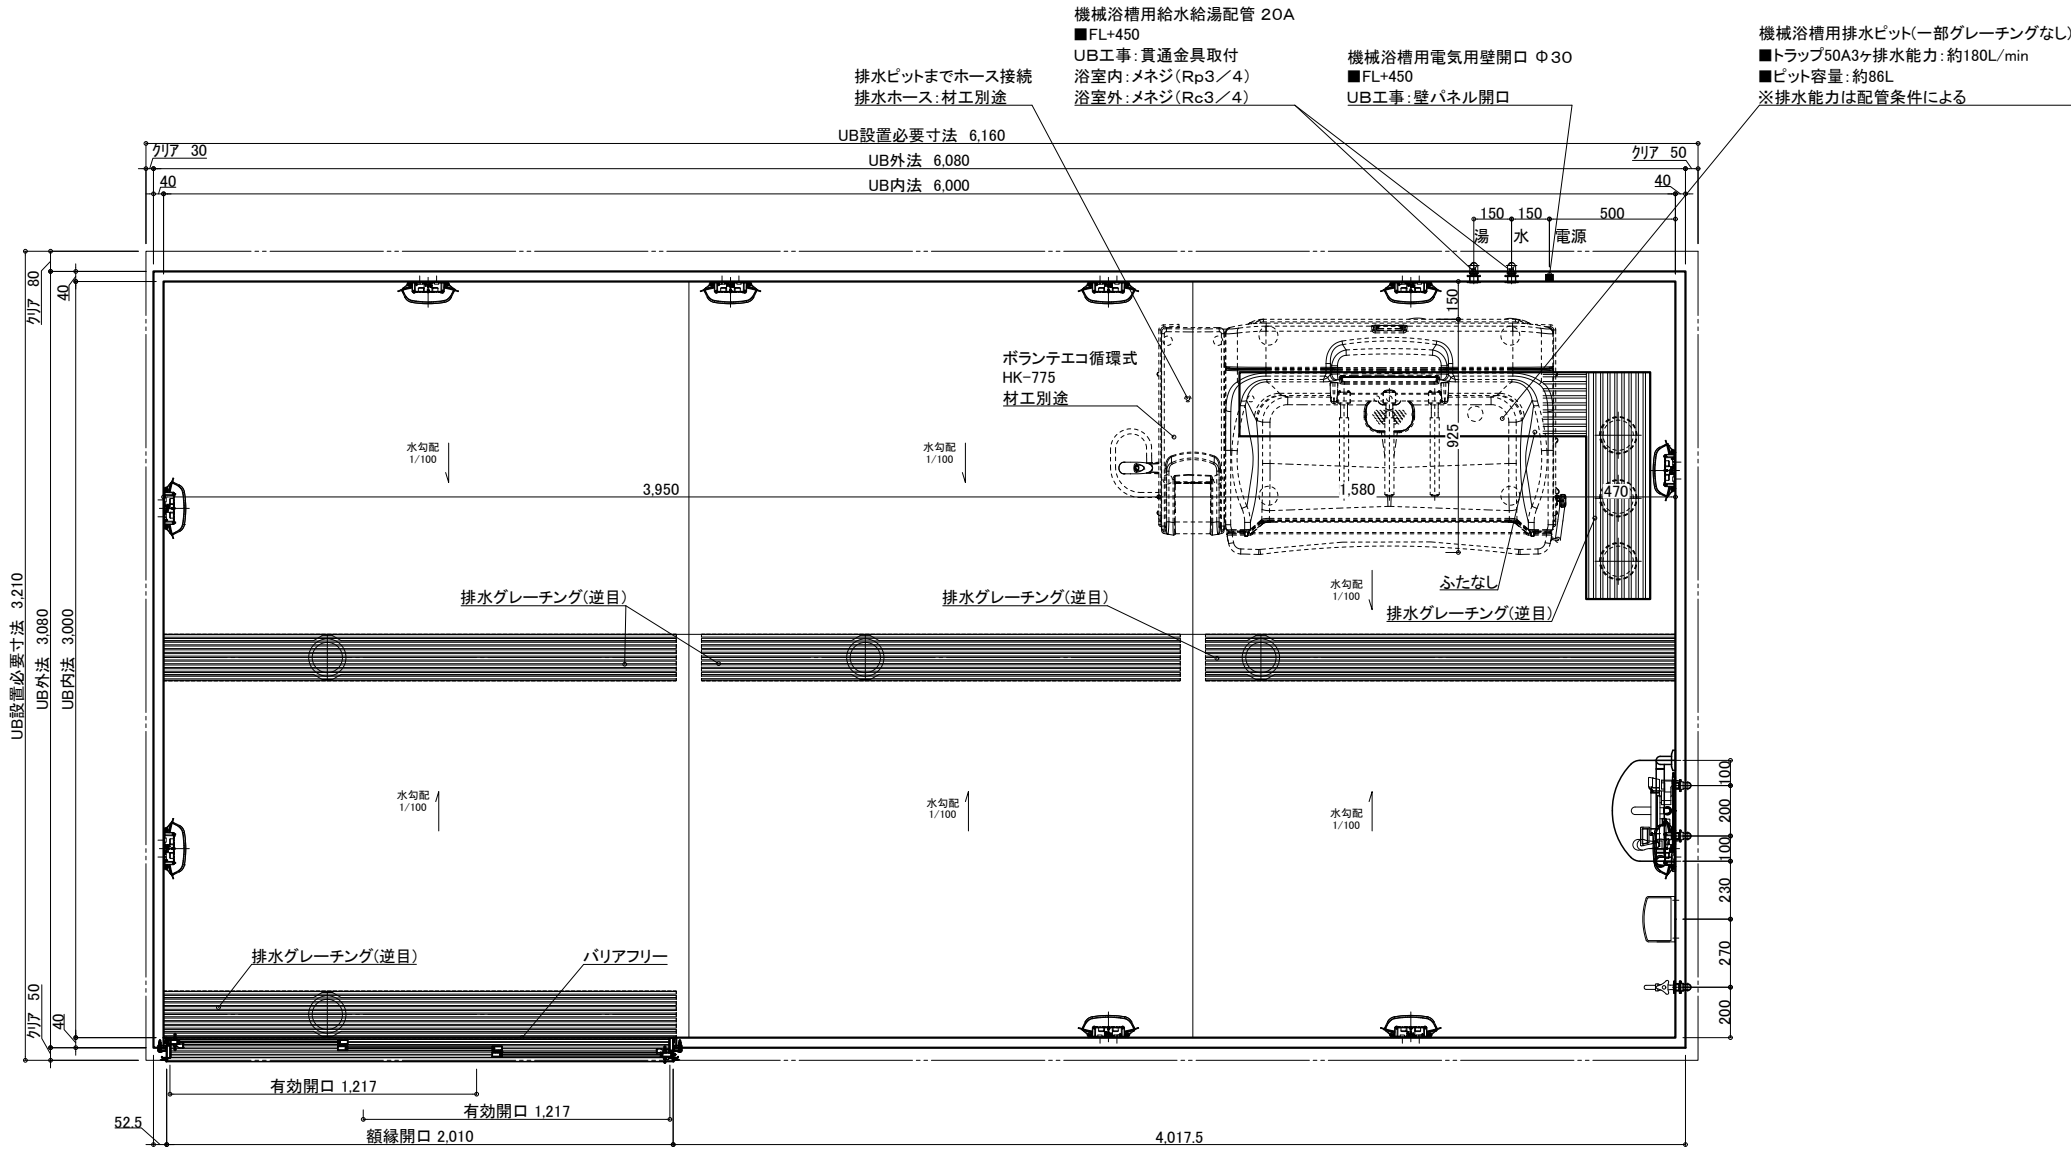 機械浴槽用給水給湯配管 20A
■FL+450
UB工事:貫通金具取付
浴室内:メネジ(Rp3/4)
浴室外:メネジ(Rc3/4)
機械浴槽用電気用壁開口 Φ30
■FL+450
UB工事:壁パネル開口
機械浴槽用排水ピット(一部グレーチングなし)
■トラップ50A3ヶ排水能力:約180L/min
■ピット容量:約86L
※排水能力は配管条件による
排水ピットまでホース接続
排水ホース:材工別途
UB設置必要寸法 6,160
クリア 30
UB外法 6,080
クリア 50
40
UB内法 6,000
40
150
150
500
湯
水
電源
クリア 80
40
150
ボランテエコ循環式
HK-775
材工別途
925
水勾配
1/100
水勾配
1/100
3,950
1,580
470
UB設置必要寸法 3,210
UB外法 3,080
UB内法 3,000
水勾配
1/100
ふたなし
排水グレーチング(逆目)
排水グレーチング(逆目)
排水グレーチング(逆目)
水勾配
1/100
水勾配
1/100
水勾配
1/100
100
200
100
230
270
200
排水グレーチング(逆目)
バリアフリー
クリア 50
40
有効開口 1,217
有効開口 1,217
52.5
額縁開口 2,010
4,017.5